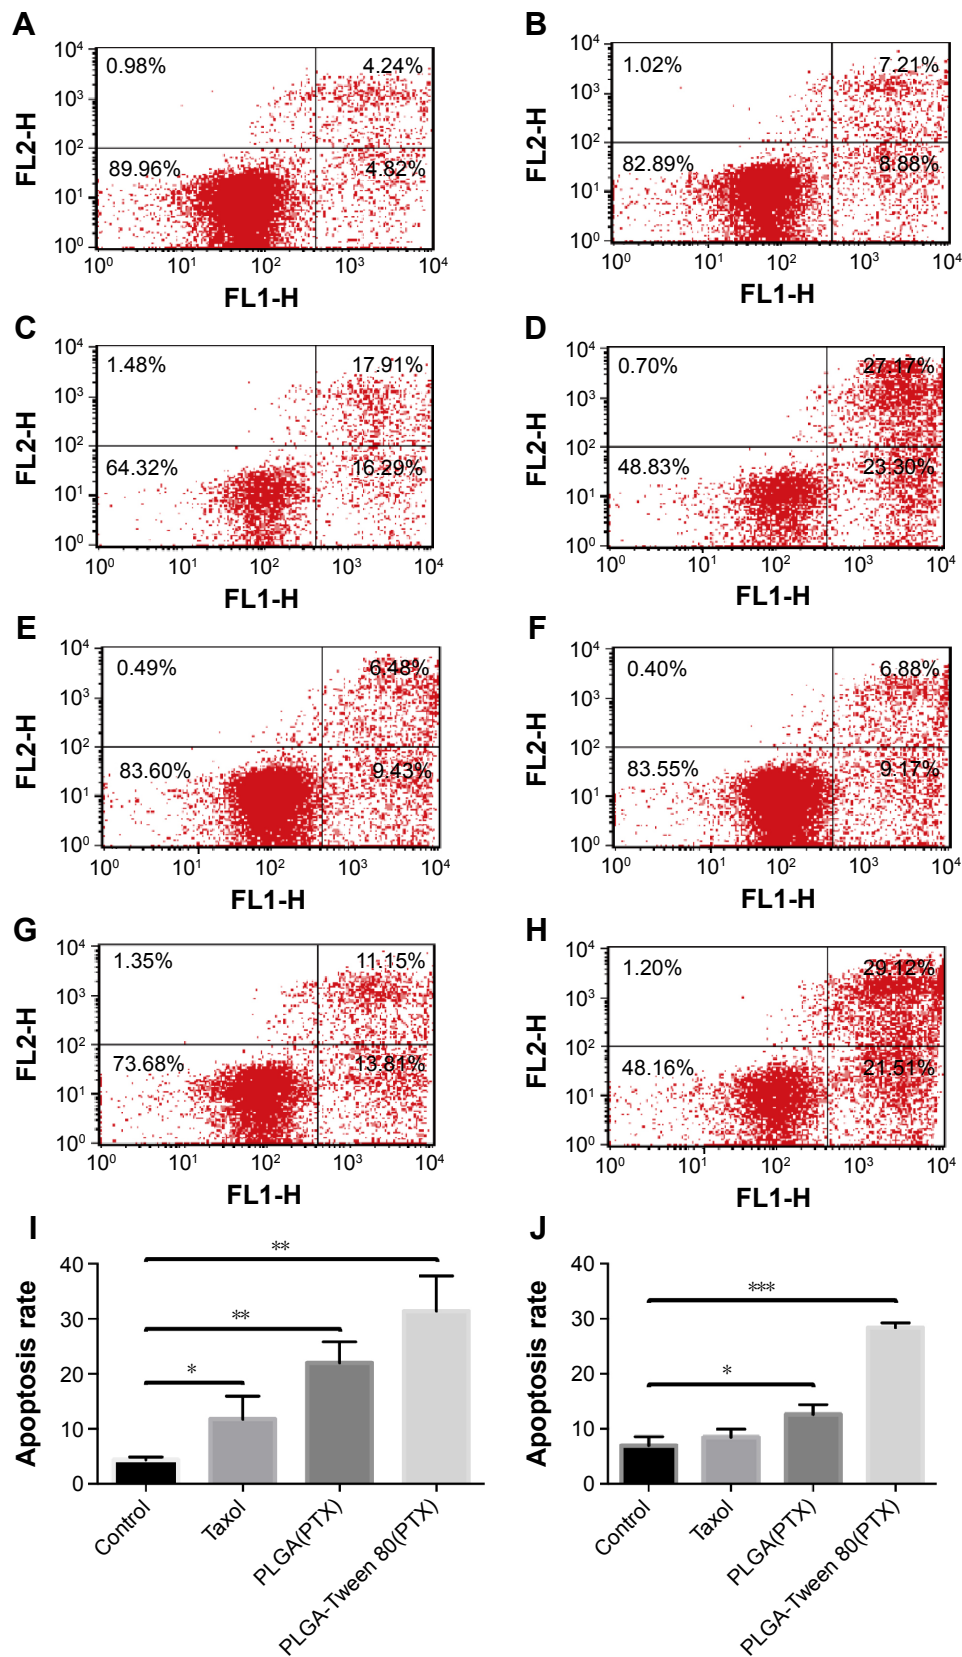 A
10⁴
0.98%
4.24%
10³
FL2-H
10²
89.96%
4.82%
10¹
10⁰
10⁰ 10¹ 10² 10³ 10⁴
FL1-H
B
10⁴
1.02%
7.21%
10³
FL2-H
10²
82.89%
8.88%
10¹
10⁰
10⁰ 10¹ 10² 10³ 10⁴
FL1-H
C
10⁴
1.48%
17.91%
10³
FL2-H
10²
64.32%
16.29%
10¹
10⁰
10⁰ 10¹ 10² 10³ 10⁴
FL1-H
D
10⁴
0.70%
27.17%
10³
FL2-H
10²
48.83%
23.30%
10¹
10⁰
10⁰ 10¹ 10² 10³ 10⁴
FL1-H
E
10⁴
0.49%
6.48%
10³
FL2-H
10²
83.60%
9.43%
10¹
10⁰
10⁰ 10¹ 10² 10³ 10⁴
FL1-H
F
10⁴
0.40%
6.88%
10³
FL2-H
10²
83.55%
9.17%
10¹
10⁰
10⁰ 10¹ 10² 10³ 10⁴
FL1-H
G
10⁴
1.35%
11.15%
10³
FL2-H
10²
73.68%
13.81%
10¹
10⁰
10⁰ 10¹ 10² 10³ 10⁴
FL1-H
H
10⁴
1.20%
29.12%
10³
FL2-H
10²
48.16%
21.51%
10¹
10⁰
10⁰ 10¹ 10² 10³ 10⁴
FL1-H
I
Apoptosis rate
40
30
20
10
0
**
**
*
Control
Taxol
PLGA(PTX)
PLGA-Tween 80(PTX)
J
Apoptosis rate
40
30
20
10
0
***
*
Control
Taxol
PLGA(PTX)
PLGA-Tween 80(PTX)